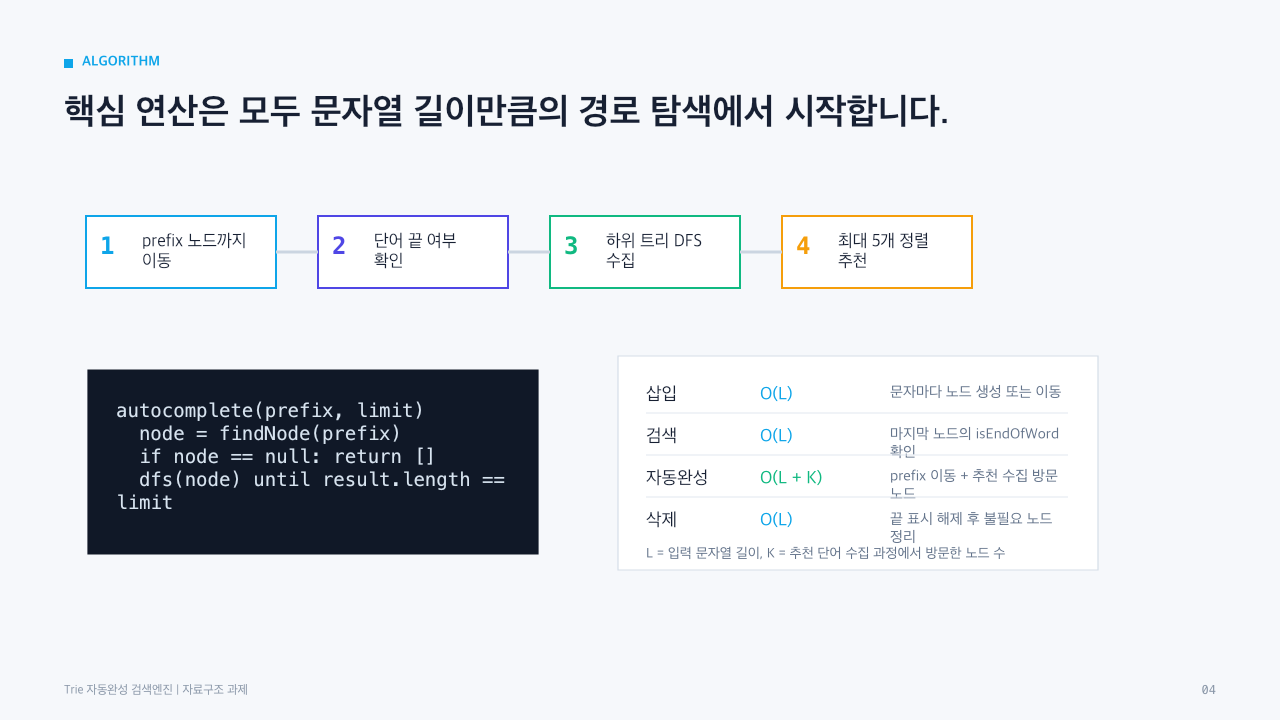 ALGORITHM
핵심 연산은 모두 문자열 길이만큼의 경로 탐색에서 시작합니다.
1
prefix 노드까지
이동
2
단어 끝 여부
확인
3
하위 트리 DFS
수집
4
최대 5개 정렬
추천
autocomplete(prefix, limit)
  node = findNode(prefix)
  if node == null: return []
  dfs(node) until result.length ==
limit
삽입 O(L) 문자마다 노드 생성 또는 이동
검색 O(L) 마지막 노드의 isEndOfWord
확인
자동완성 O(L + K) prefix 이동 + 추천 수집 방문
노드
삭제 O(L) 끝 표시 해제 후 불필요 노드
정리
L = 입력 문자열 길이, K = 추천 단어 수집 과정에서 방문한 노드 수
Trie 자동완성 검색엔진 | 자료구조 과제
04